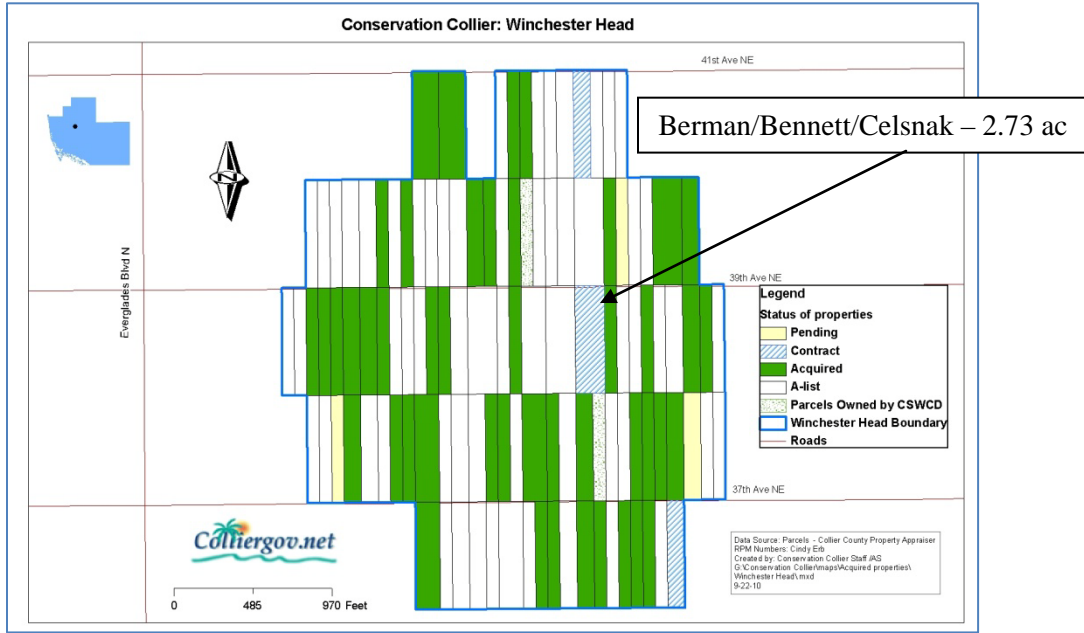 Conservation Collier: Winchester Head
41st Ave NE
Berman/Bennett/Celsnak – 2.73 ac
Everglades Blvd N
39th Ave NE
Legend
Status of properties
Pending
Contract
Acquired
A-list
Parcels Owned by CSWCD
Winchester Head Boundary
Roads
37th Ave NE
Colliergov.net
0 485 970 Feet
Data Source: Parcels - Collier County Property Appraiser
RPM Numbers: Cindy Erb
Created by: Conservation Collier Staff /AS
G:\Conservation Collier\maps\Acquired properties\
Winchester Head\.mxd
9-22-10